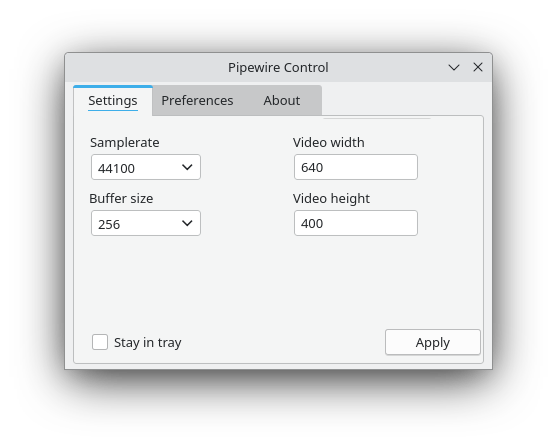 Pipewire Control
Settings Preferences About
Samplerate Video width
44100 640
Buffer size Video height
256 400
Stay in tray Apply